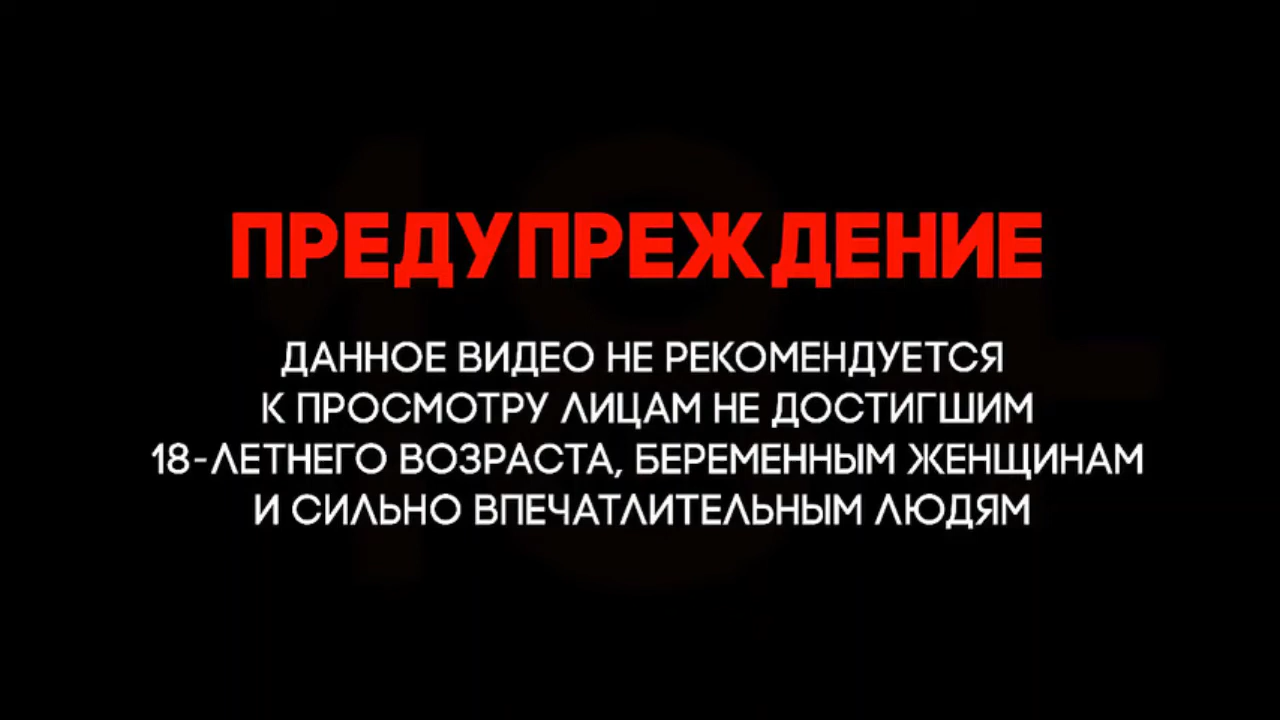 ПРЕДУПРЕЖДЕНИЕ
ДАННОЕ ВИДЕО НЕ РЕКОМЕНДУЕТСЯ
К ПРОСМОТРУ ЛИЦАМ НЕ ДОСТИГШИМ
18-ЛЕТНЕГО ВОЗРАСТА, БЕРЕМЕННЫМ ЖЕНЩИНАМ
И СИЛЬНО ВПЕЧАТЛИТЕЛЬНЫМ ЛЮДЯМ